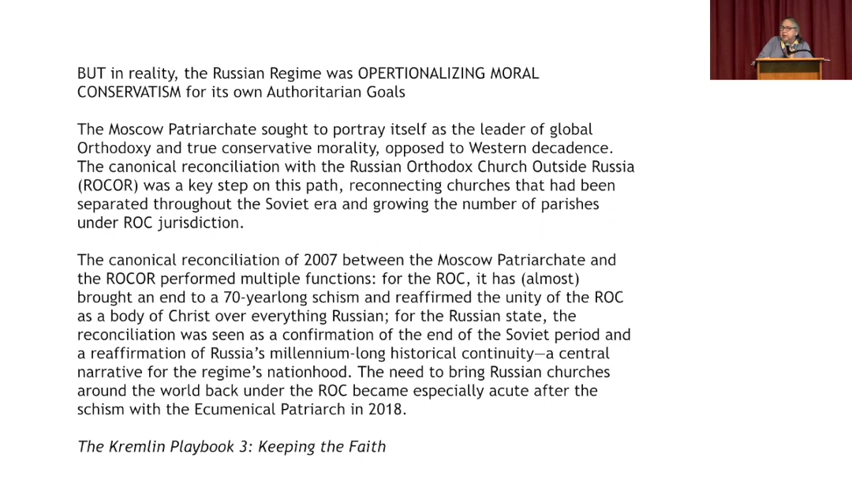 BUT in reality, the Russian Regime was OPERTIONALIZING MORAL
CONSERVATISM for its own Authoritarian Goals
The Moscow Patriarchate sought to portray itself as the leader of global
Orthodoxy and true conservative morality, opposed to Western decadence.
The canonical reconciliation with the Russian Orthodox Church Outside Russia
(ROCOR) was a key step on this path, reconnecting churches that had been
separated throughout the Soviet era and growing the number of parishes
under ROC jurisdiction.
The canonical reconciliation of 2007 between the Moscow Patriarchate and
the ROCOR performed multiple functions: for the ROC, it has (almost)
brought an end to a 70-yearlong schism and reaffirmed the unity of the ROC
as a body of Christ over everything Russian; for the Russian state, the
reconciliation was seen as a confirmation of the end of the Soviet period and
a reaffirmation of Russia's millennium-long historical continuity—a central
narrative for the regime's nationhood. The need to bring Russian churches
around the world back under the ROC became especially acute after the
schism with the Ecumenical Patriarch in 2018.
The Kremlin Playbook 3: Keeping the Faith